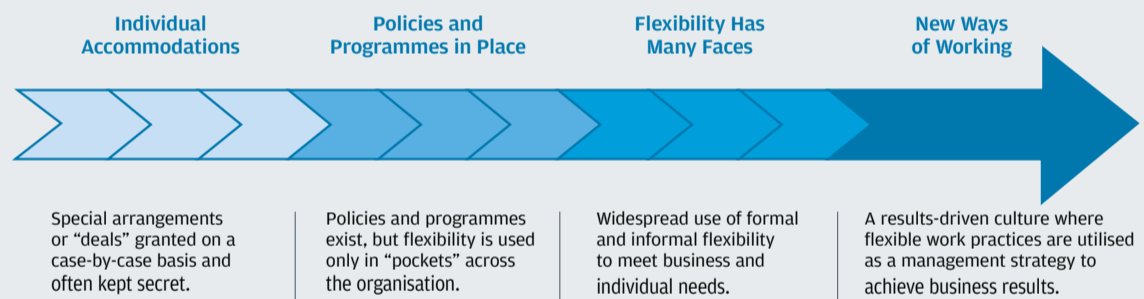 Individual
Accommodations
Policies and
Programmes in Place
Flexibility Has
Many Faces
New Ways
of Working
Special arrangements
or “deals” granted on a
case-by-case basis and
often kept secret.
Policies and programmes
exist, but flexibility is used
only in “pockets” across
the organisation.
Widespread use of formal
and informal flexibility
to meet business and
individual needs.
A results-driven culture where
flexible work practices are utilised
as a management strategy to
achieve business results.